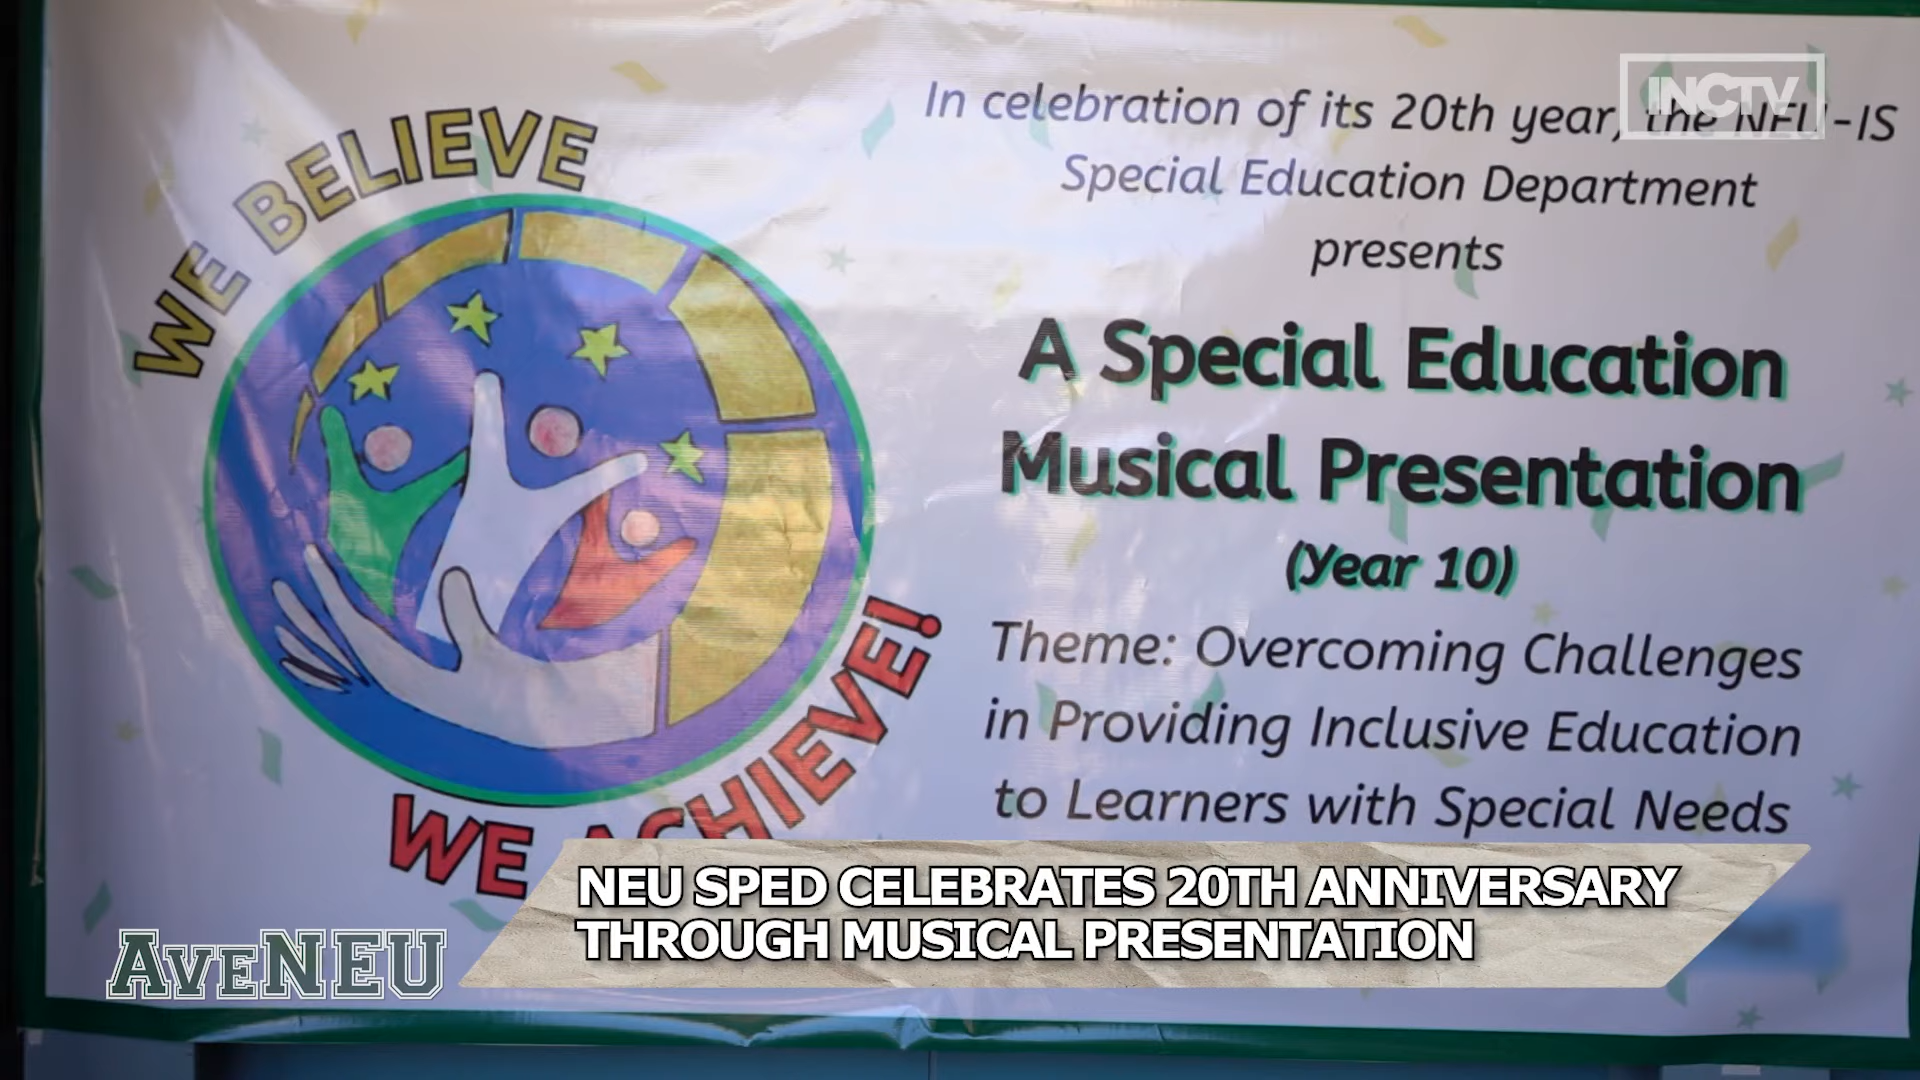 INCTV
In celebration of its 20th year, the NEU-IS
Special Education Department
presents
A Special Education
Musical Presentation
(Year 10)
Theme: Overcoming Challenges
in Providing Inclusive Education
to Learners with Special Needs
WE BELIEVE
WE ACHIEVE!
NEU SPED CELEBRATES 20TH ANNIVERSARY
THROUGH MUSICAL PRESENTATION
AVENEU